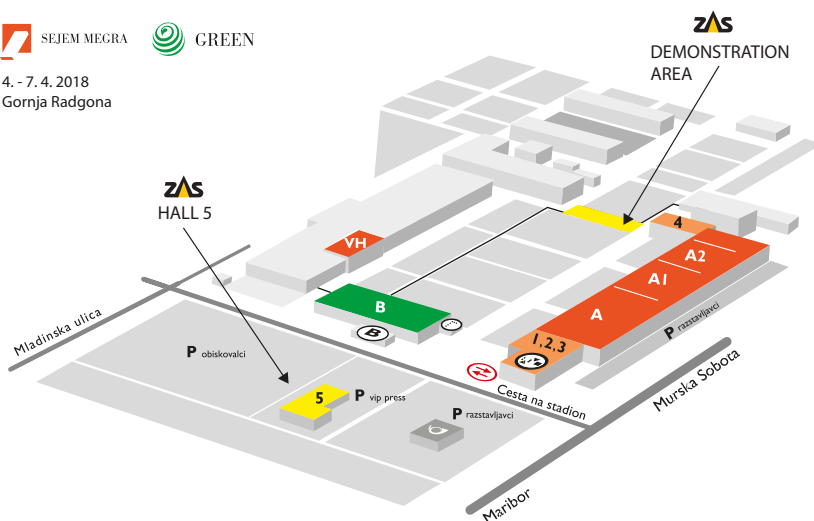 SEJEM MEGRA
GREEN
4. - 7. 4. 2018
Gornja Radgona
ZAS
DEMONSTRATION
AREA
ZAS
HALL 5
4
VH
A2
A1
A
B
B
1,2,3
P razstavljavci
Mladinska ulica
P obiskovalci
5
P vip press
P razstavljavci
Cesta na stadion
Murska Sobota
Maribor